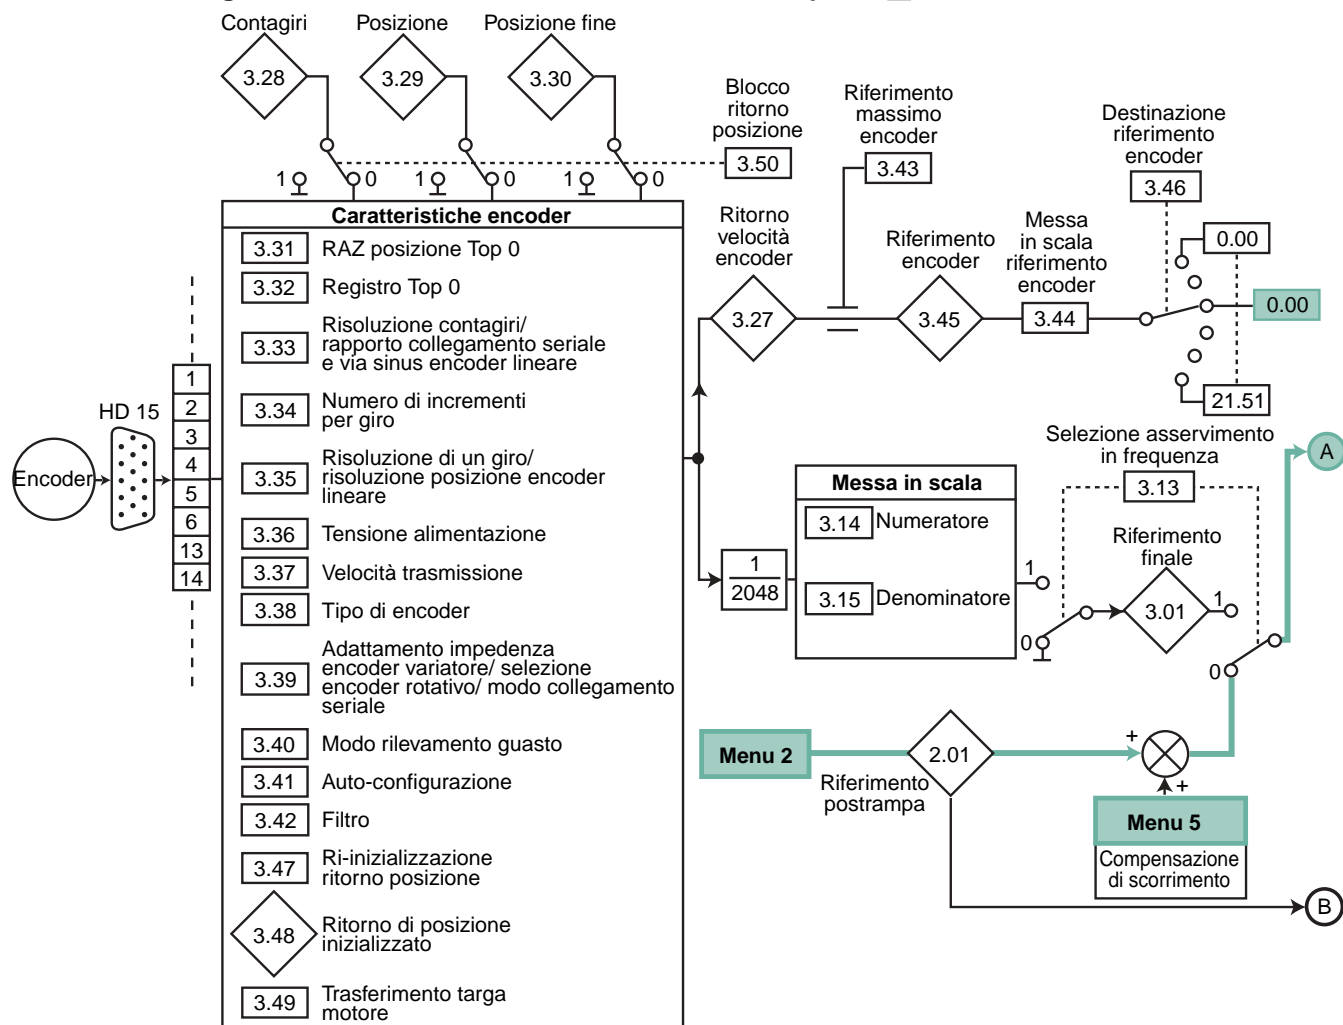 Contagiri
Posizione
Posizione fine
3.28
3.29
3.30
Blocco
ritorno
posizione
3.50
Riferimento
massimo
encoder
3.43
Destinazione
riferimento
encoder
3.46
1
0
1
0
1
0
Caratteristiche encoder
3.31 RAZ posizione Top 0
3.32 Registro Top 0
3.33
Risoluzione contagiri/
rapporto collegamento seriale
e via sinus encoder lineare
3.34
Numero di incrementi
per giro
3.35
Risoluzione di un giro/
risoluzione posizione encoder
lineare
3.36 Tensione alimentazione
3.37 Velocità trasmissione
3.38 Tipo di encoder
3.39
Adattamento impedenza
encoder variatore/ selezione
encoder rotativo/ modo collegamento
seriale
3.40 Modo rilevamento guasto
3.41 Auto-configurazione
3.42 Filtro
3.47
Ri-inizializzazione
ritorno posizione
3.48
Ritorno di posizione
inizializzato
3.49
Trasferimento targa
motore
Encoder
HD 15
1
2
3
4
5
6
13
14
Ritorno
velocità
encoder
3.27
Riferimento
encoder
3.45
Messa
in scala
riferimento
encoder
3.44
0.00
0.00
21.51
Selezione asservimento
in frequenza
3.13
A
Messa in scala
3.14 Numeratore
3.15 Denominatore
1
2048
1
0
Riferimento
finale
3.01
1
0
Menu 2
2.01
Riferimento
postrampa
+
+
Menu 5
Compensazione
di scorrimento
B